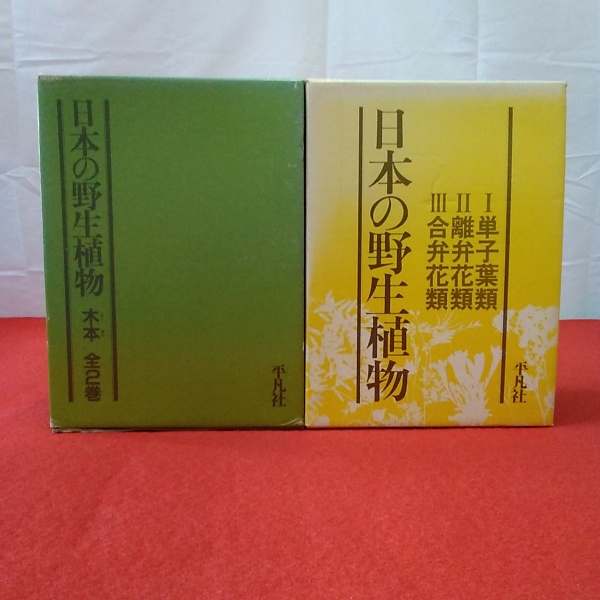 日本の野生植物
木本 全2巻
平凡社
日本の野生植物
I 単子葉類
II 離弁花類
III 合弁花類
平凡社